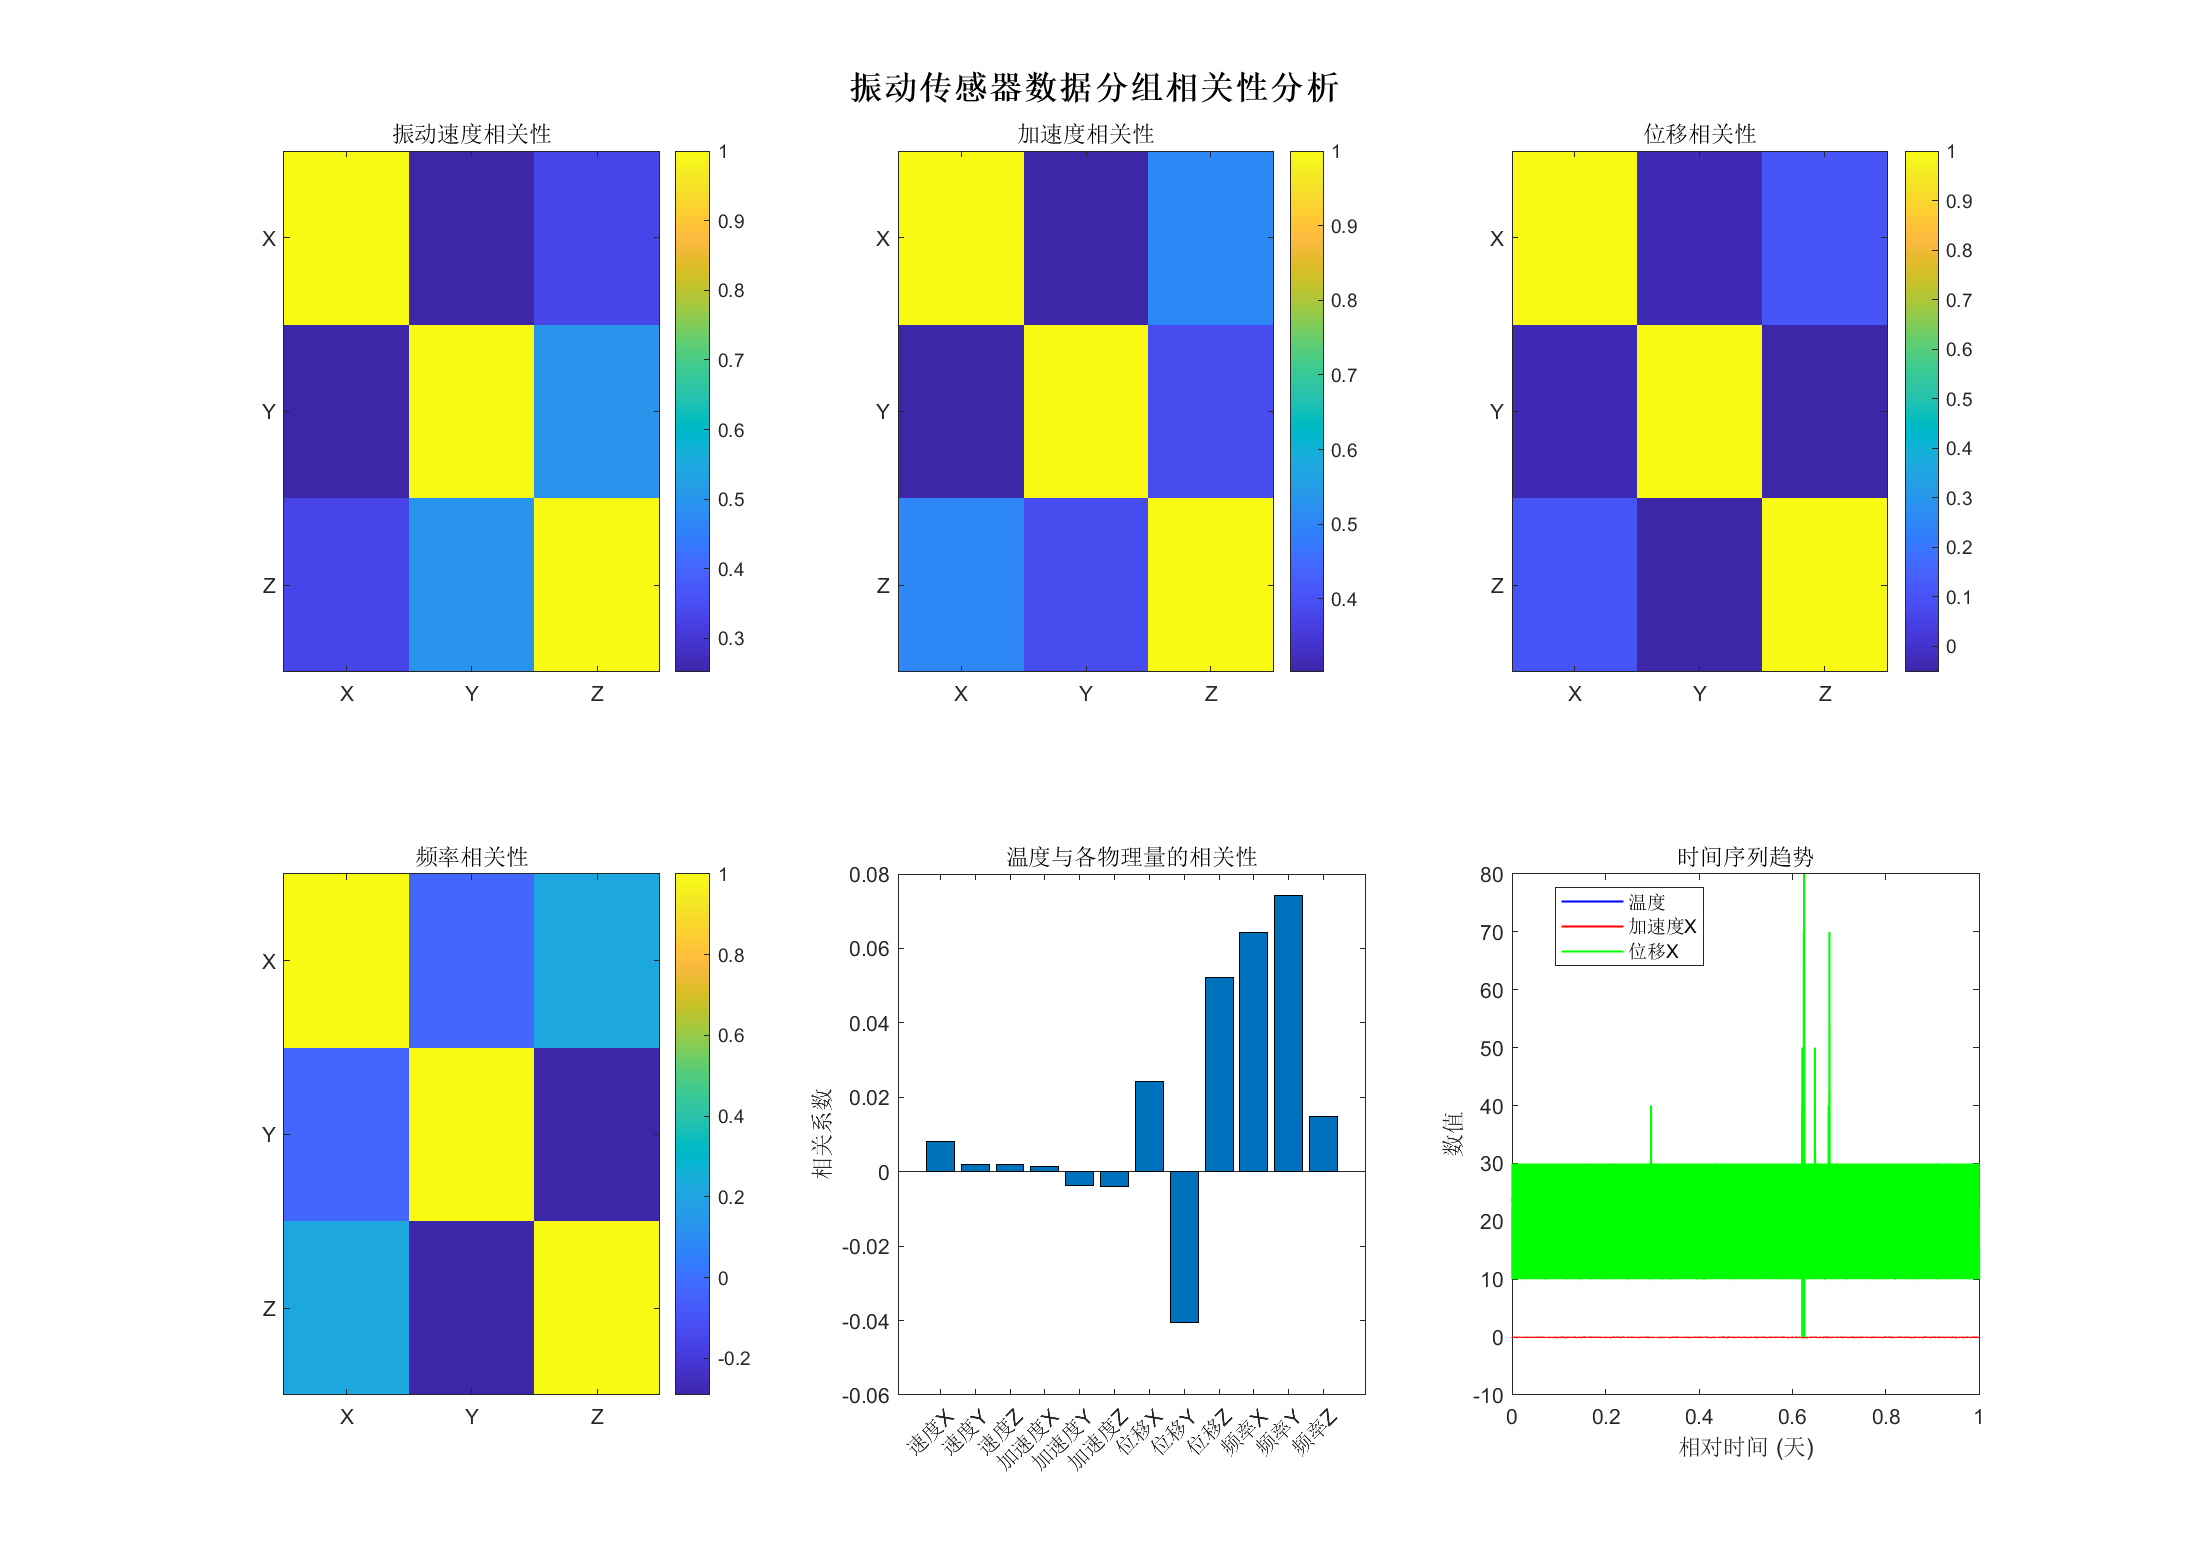 振动传感器数据分组相关性分析
振动速度相关性
X
Y
Z
X Y Z
1
0.9
0.8
0.7
0.6
0.5
0.4
0.3
加速度相关性
X
Y
Z
X Y Z
1
0.9
0.8
0.7
0.6
0.5
0.4
位移相关性
X
Y
Z
X Y Z
1
0.9
0.8
0.7
0.6
0.5
0.4
0.3
0.2
0.1
0
频率相关性
X
Y
Z
X Y Z
1
0.8
0.6
0.4
0.2
0
-0.2
温度与各物理量的相关性
相关系数
0.08
0.06
0.04
0.02
0
-0.02
-0.04
-0.06
速度X
速度Y
速度Z
加速度X
加速度Y
加速度Z
位移X
位移Y
位移Z
频率X
频率Y
频率Z
时间序列趋势
温度
加速度X
位移X
数值
80
70
60
50
40
30
20
10
0
-10
0 0.2 0.4 0.6 0.8 1
相对时间 (天)